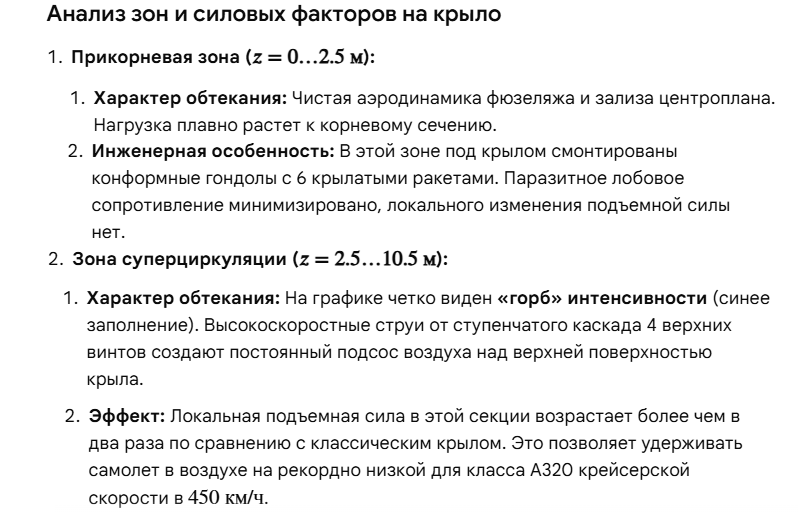 Анализ зон и силовых факторов на крыло
1. Прикорневая зона (z = 0…2.5 м):
1. Характер обтекания: Чистая аэродинамика фюзеляжа и зализа центроплана.
Нагрузка плавно растет к корневому сечению.
2. Инженерная особенность: В этой зоне под крылом смонтированы
конформные гондолы с 6 крылатыми ракетами. Паразитное лобовое
сопротивление минимизировано, локального изменения подъемной силы
нет.
2. Зона суперциркуляции (z = 2.5…10.5 м):
1. Характер обтекания: На графике четко виден «горб» интенсивности (синее
заполнение). Высокоскоростные струи от ступенчатого каскада 4 верхних
винтов создают постоянный подсос воздуха над верхней поверхностью
крыла.
2. Эффект: Локальная подъемная сила в этой секции возрастает более чем в
два раза по сравнению с классическим крылом. Это позволяет удерживать
самолет в воздухе на рекордно низкой для класса А320 крейсерской
скорости в 450 км/ч.